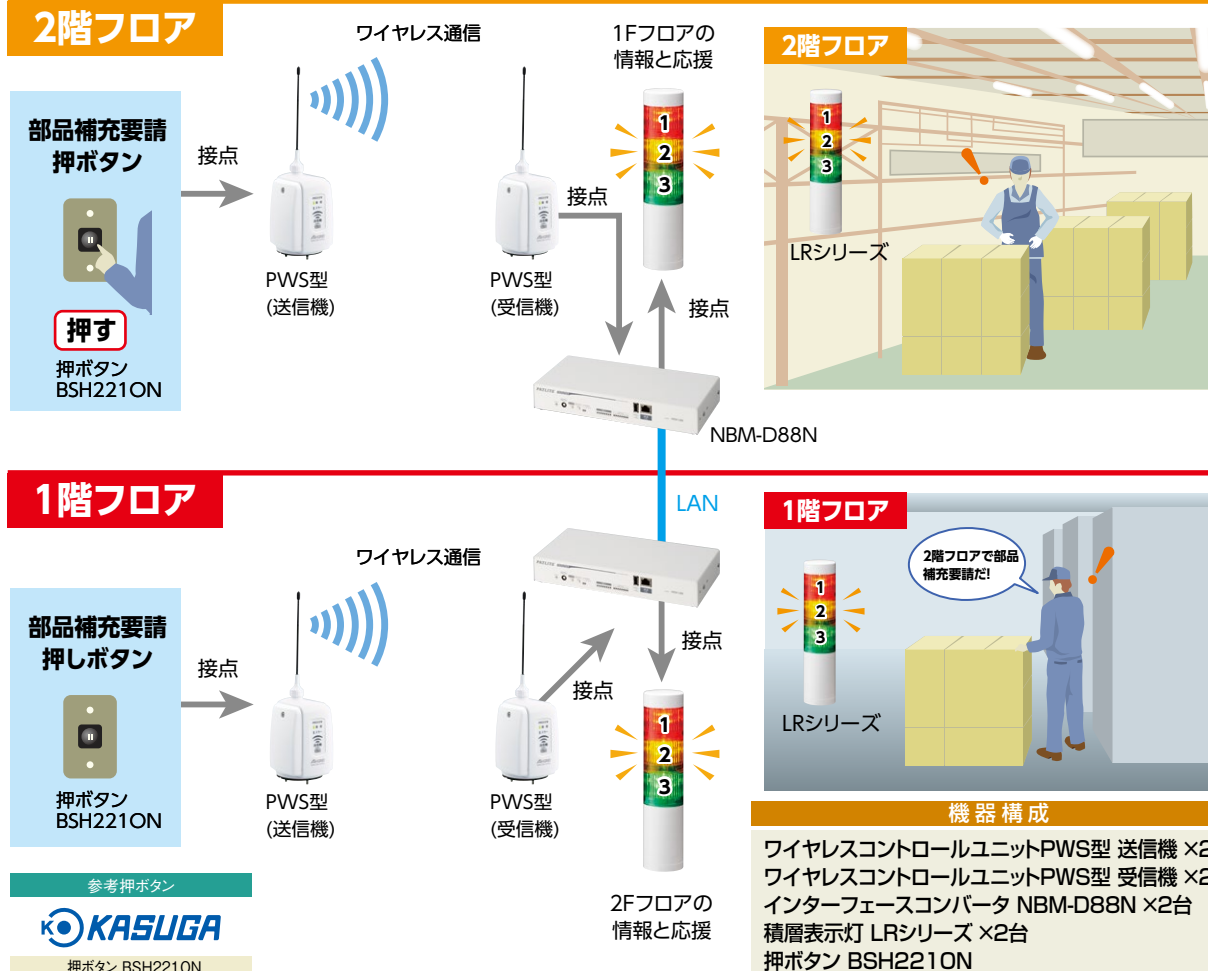 2階フロア
ワイヤレス通信
1Fフロアの
情報と応援
部品補充要請
押ボタン
接点
1
2
3
接点
PWS型
(送信機)
PWS型
(受信機)
押す
押ボタン
BSH221ON
接点
NBM-D88N
2階フロア
1
2
3
LRシリーズ
1階フロア
LAN
ワイヤレス通信
部品補充要請
押しボタン
接点
接点
接点
押ボタン
BSH221ON
PWS型
(送信機)
PWS型
(受信機)
1
2
3
2Fフロアの
情報と応援
1階フロア
2階フロアで部品
補充要請だ!
1
2
3
LRシリーズ
参考押ボタン
KASUGA
押ボタン BSH221ON
機器構成
ワイヤレスコントロールユニットPWS型 送信機 ×2
ワイヤレスコントロールユニットPWS型 受信機 ×2
インターフェースコンバータ NBM-D88N ×2台
積層表示灯 LRシリーズ ×2台
押ボタン BSH221ON